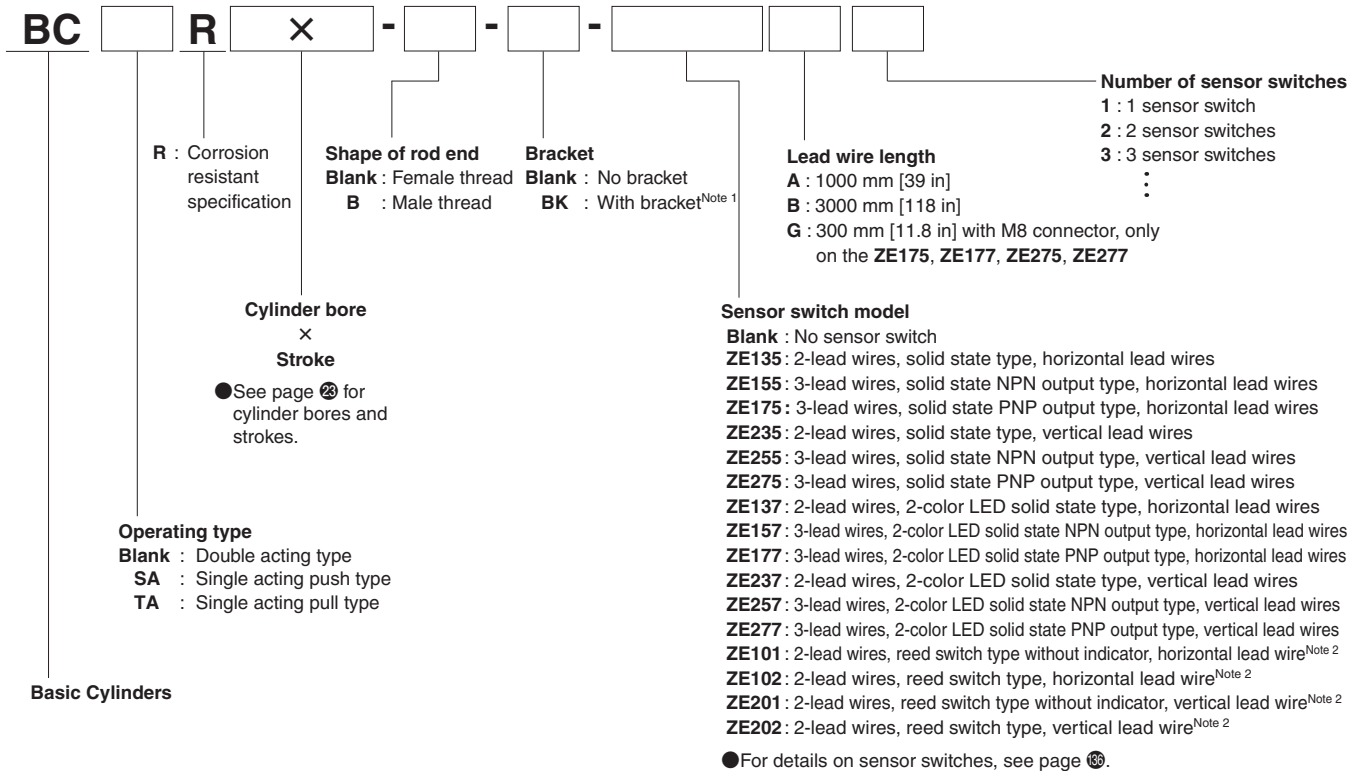 BC R × - - -
Number of sensor switches
1 : 1 sensor switch
2 : 2 sensor switches
3 : 3 sensor switches
⋮
R : Corrosion
resistant
specification
Shape of rod end
Blank : Female thread
B : Male thread
Bracket
Blank : No bracket
BK : With bracketNote 1
Lead wire length
A : 1000 mm [39 in]
B : 3000 mm [118 in]
G : 300 mm [11.8 in] with M8 connector, only
on the ZE175, ZE177, ZE275, ZE277
Cylinder bore
×
Stroke
●See page 23 for
cylinder bores and
strokes.
Sensor switch model
Blank : No sensor switch
ZE135 : 2-lead wires, solid state type, horizontal lead wires
ZE155 : 3-lead wires, solid state NPN output type, horizontal lead wires
ZE175 : 3-lead wires, solid state PNP output type, horizontal lead wires
ZE235 : 2-lead wires, solid state type, vertical lead wires
ZE255 : 3-lead wires, solid state NPN output type, vertical lead wires
ZE275 : 3-lead wires, solid state PNP output type, vertical lead wires
ZE137 : 2-lead wires, 2-color LED solid state type, horizontal lead wires
ZE157 : 3-lead wires, 2-color LED solid state NPN output type, horizontal lead wires
ZE177 : 3-lead wires, 2-color LED solid state PNP output type, horizontal lead wires
ZE237 : 2-lead wires, 2-color LED solid state type, vertical lead wires
ZE257 : 3-lead wires, 2-color LED solid state NPN output type, vertical lead wires
ZE277 : 3-lead wires, 2-color LED solid state PNP output type, vertical lead wires
ZE101 : 2-lead wires, reed switch type without indicator, horizontal lead wireNote 2
ZE102 : 2-lead wires, reed switch type, horizontal lead wireNote 2
ZE201 : 2-lead wires, reed switch type without indicator, vertical lead wireNote 2
ZE202 : 2-lead wires, reed switch type, vertical lead wireNote 2
●For details on sensor switches, see page 136.
Operating type
Blank : Double acting type
SA : Single acting push type
TA : Single acting pull type
Basic Cylinders